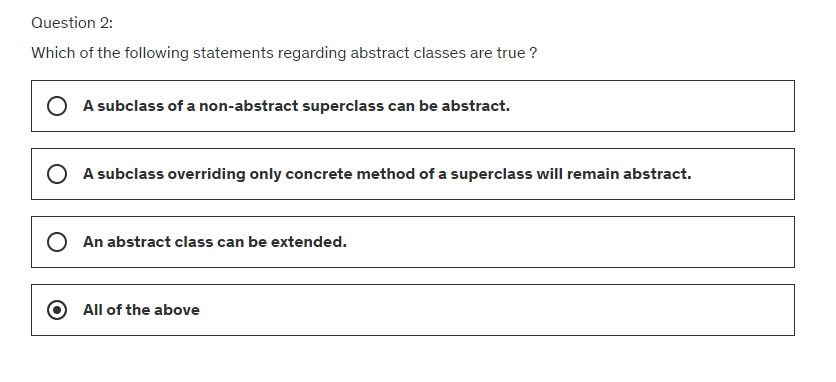 Question 2:
Which of the following statements regarding abstract classes are true ?
A subclass of a non-abstract superclass can be abstract.
A subclass overriding only concrete method of a superclass will remain abstract.
An abstract class can be extended.
All of the above